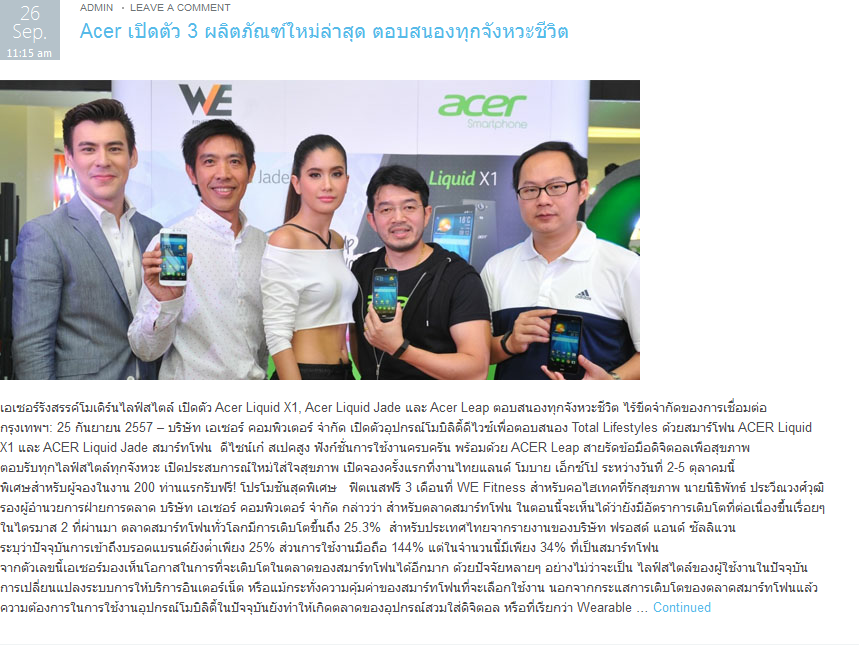 26
Sep.
11:15 am
ADMIN • LEAVE A COMMENT
Acer เปิดตัว 3 ผลิตภัณฑ์ใหม่ล่าสุด ตอบสนองทุกจังหวะชีวิต
WE
acer
Smartphone
Jade
Liquid X1
acer
adidas
เอเซอร์รังสรรค์โมเดิร์นไลฟ์สไตล์ เปิดตัว Acer Liquid X1, Acer Liquid Jade และ Acer Leap ตอบสนองทุกจังหวะชีวิต ไร้ขีดจำกัดของการเชื่อมต่อ
กรุงเทพฯ: 25 กันยายน 2557 – บริษัท เอเซอร์ คอมพิวเตอร์ จำกัด เปิดตัวอุปกรณ์โมบิลิตี้ดีไวซ์เพื่อตอบสนอง Total Lifestyles ด้วยสมาร์โฟน ACER Liquid
X1 และ ACER Liquid Jade สมาร์ทโฟน ดีไซน์เก๋ สเปคสูง ฟังก์ชั่นการใช้งานครบครัน พร้อมด้วย ACER Leap สายรัดข้อมือดิจิตอลเพื่อสุขภาพ
ตอบรับทุกไลฟ์สไตล์ทุกจังหวะ เปิดประสบการณ์ใหม่ใส่ใจสุขภาพ เปิดจองครั้งแรกที่งานไทยแลนด์ โมบาย เอ็กซ์โป ระหว่างวันที่ 2-5 ตุลาคมนี้
พิเศษสำหรับผู้จองในงาน 200 ท่านแรกรับฟรี! โปรโมชั่นสุดพิเศษ ฟิตเนสฟรี 3 เดือนที่ WE Fitness สำหรับคอไฮเทคที่รักสุขภาพ นายนิธิพัทธ์ ประวีณวงศ์วุฒิ
รองผู้อำนวยการฝ่ายการตลาด บริษัท เอเซอร์ คอมพิวเตอร์ จำกัด กล่าวว่า สำหรับตลาดสมาร์ทโฟน ในตอนนี้จะเห็นได้ว่ายังมีอัตราการเติบโตที่ต่อเนื่องขึ้นเรื่อยๆ
ในไตรมาส 2 ที่ผ่านมา ตลาดสมาร์ทโฟนทั่วโลกมีการเติบโตขึ้นถึง 25.3% สำหรับประเทศไทยจากรายงานของบริษัท ฟรอสต์ แอนด์ ซัลลิแวน
ระบุว่าปัจจุบันการเข้าถึงบรอดแบรนด์ยังต่ำเพียง 25% ส่วนการใช้งานมือถือ 144% แต่ในจำนวนนี้มีเพียง 34% ที่เป็นสมาร์ทโฟน
จากตัวเลขนี้เอเซอร์มองเห็นโอกาสในการที่จะเติบโตในตลาดของสมาร์ทโฟนได้อีกมาก ด้วยปัจจัยหลายๆ อย่างไม่ว่าจะเป็น ไลฟ์สไตล์ของผู้ใช้งานในปัจจุบัน
การเปลี่ยนแปลงระบบการให้บริการอินเตอร์เน็ต หรือแม้กระทั่งความคุ้มค่าของสมาร์ทโฟนที่จะเลือกใช้งาน นอกจากกระแสการเติบโตของตลาดสมาร์ทโฟนแล้ว
ความต้องการในการใช้งานอุปกรณ์โมบิลิตี้ในปัจจุบันยังทำให้เกิดตลาดของอุปกรณ์สวมใส่ดิจิตอล หรือที่เรียกว่า Wearable … Continued